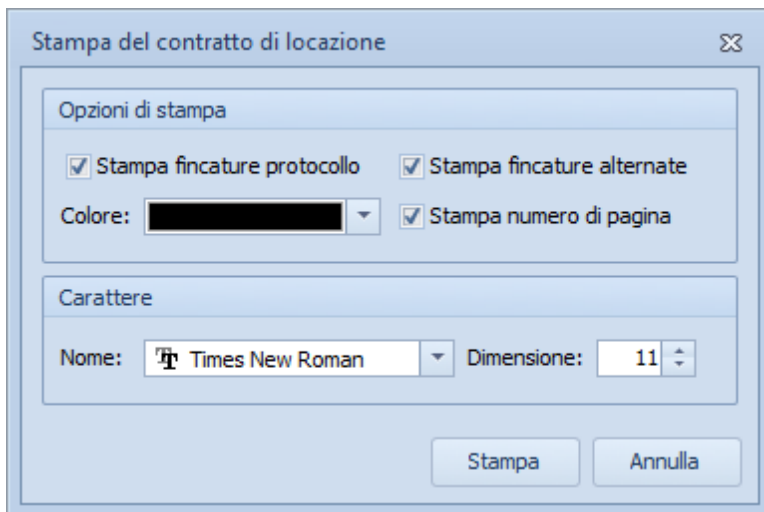 Stampa del contratto di locazione
Opzioni di stampa
Stampa fincature protocollo
Stampa fincature alternate
Colore:
Stampa numero di pagina
Carattere
Nome: Times New Roman Dimensione: 11
Stampa Annulla